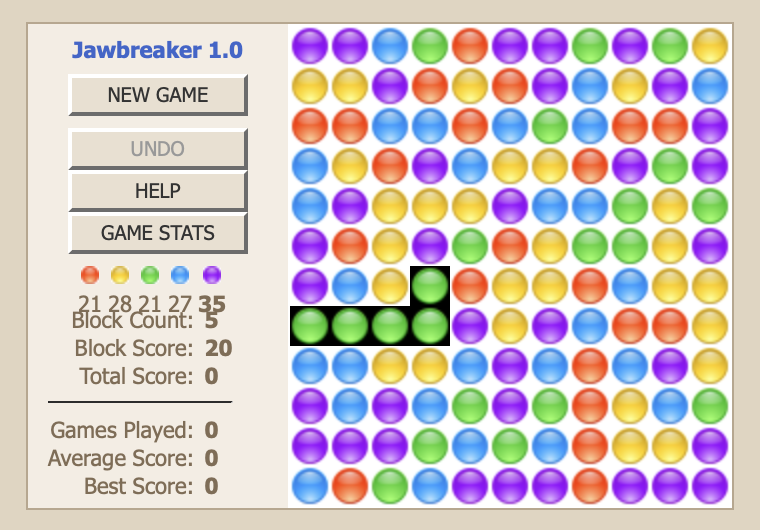 Jawbreaker 1.0
NEW GAME
UNDO
HELP
GAME STATS
21 28 21 27 35
Block Count: 5
Block Score: 20
Total Score: 0
Games Played: 0
Average Score: 0
Best Score: 0